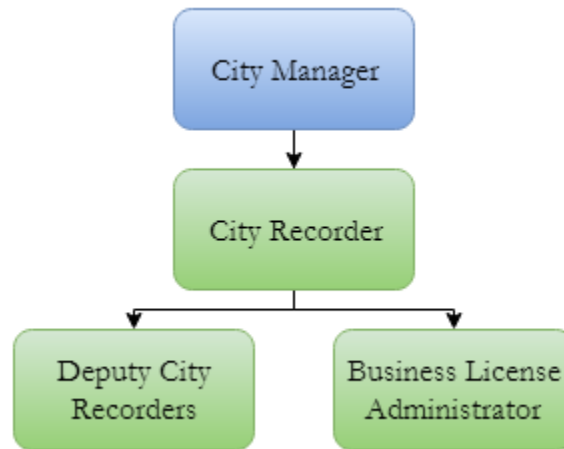 City Manager
City Recorder
Deputy City
Recorders
Business License
Administrator